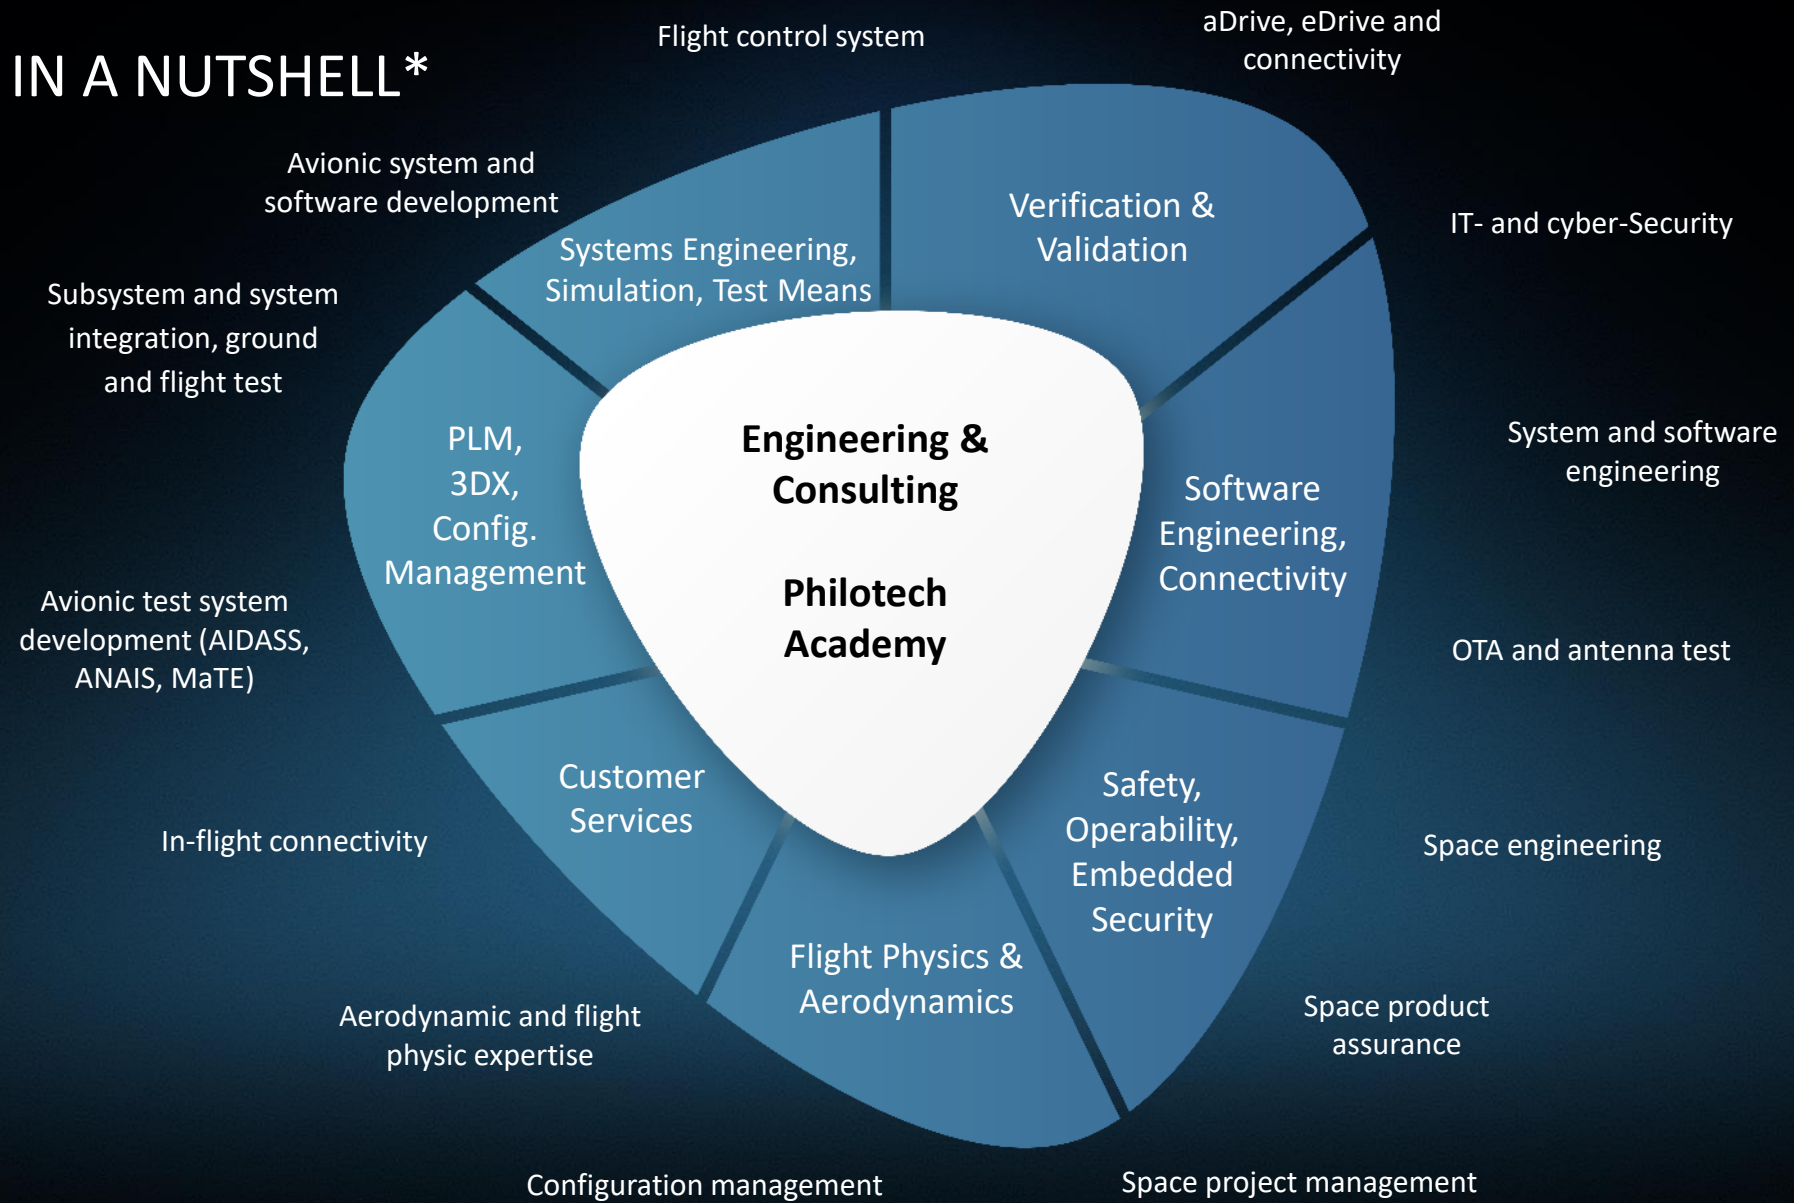 IN A NUTSHELL*
Flight control system
aDrive, eDrive and
connectivity
Avionic system and
software development
IT- and cyber-Security
Subsystem and system
integration, ground
and flight test
System and software
engineering
Avionic test system
development (AIDASS,
ANAIS, MaTE)
OTA and antenna test
In-flight connectivity
Space engineering
Aerodynamic and flight
physic expertise
Space product
assurance
Configuration management
Space project management
Systems Engineering,
Simulation, Test Means
Verification &
Validation
PLM,
3DX,
Config.
Management
Software
Engineering,
Connectivity
Customer
Services
Safety,
Operability,
Embedded
Security
Flight Physics &
Aerodynamics
Engineering &
Consulting
Philotech
Academy